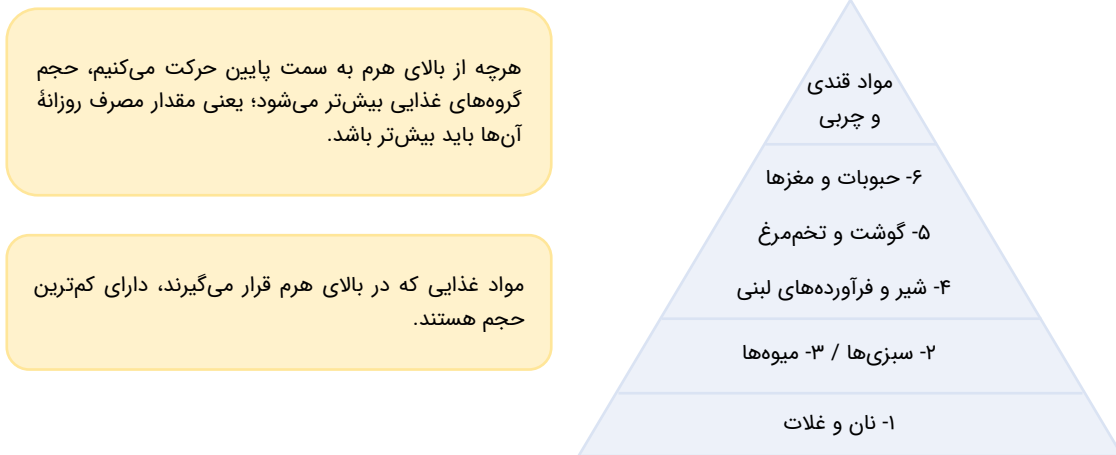 هرچه از بالای هرم به سمت پایین حرکت می‌کنیم، حجم
گروه‌های غذایی بیش‌تر می‌شود؛ یعنی مقدار مصرف روزانهٔ
آن‌ها باید بیش‌تر باشد.
مواد غذایی که در بالای هرم قرار می‌گیرند، دارای کم‌ترین
حجم هستند.
مواد قندی
و چربی
۶- حبوبات و مغزها
۵- گوشت و تخم‌مرغ
۴- شیر و فرآورده‌های لبنی
۲- سبزی‌ها / ۳- میوه‌ها
۱- نان و غلات